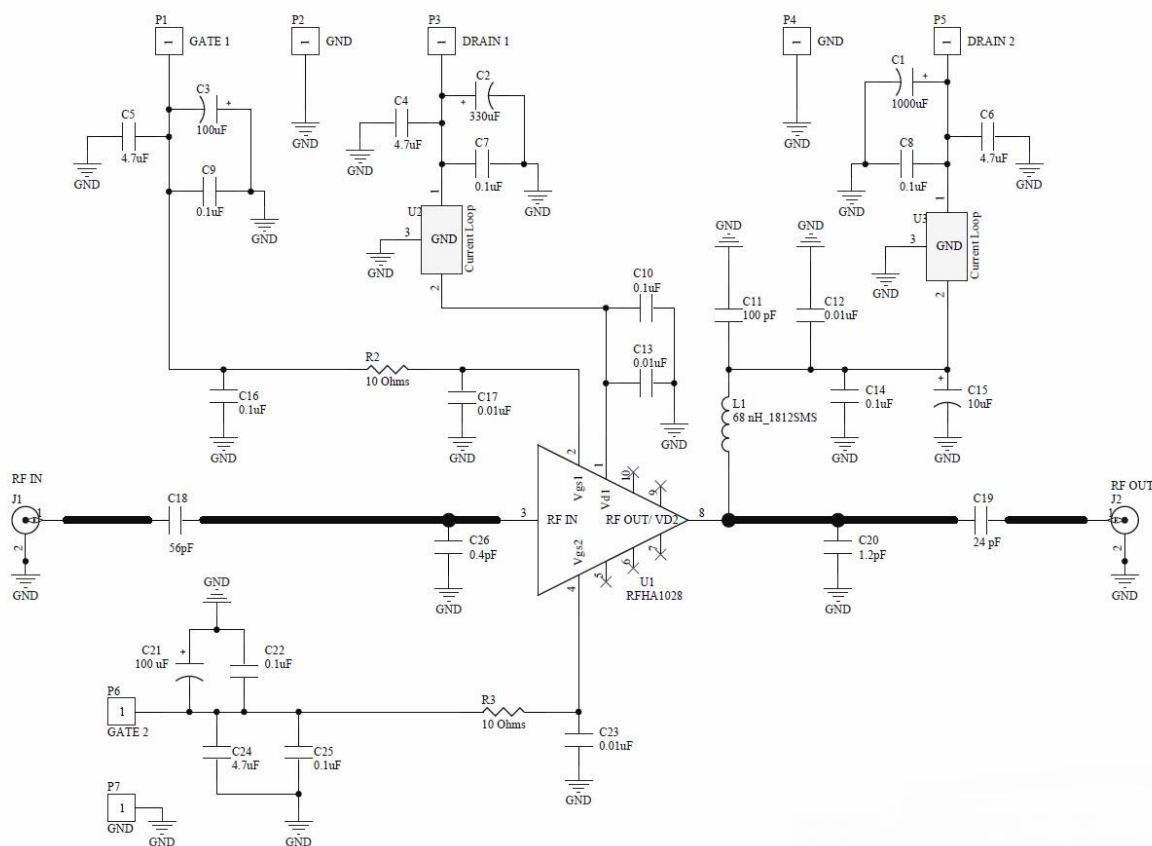 P1
1
GATE 1
P2
1
GND
P3
1
DRAIN 1
P4
1
GND
P5
1
DRAIN 2
C3
+
100uF
C5
4.7uF
GND
C9
0.1uF
GND
GND
C2
+
330uF
C4
4.7uF
GND
C7
0.1uF
GND
1
U2
GND
3
Current Loop
2
GND
GND
C1
+
1000uF
C6
4.7uF
GND
C8
0.1uF
GND
1
U3
GND
3
Current Loop
2
GND
GND
GND
C10
0.1uF
C13
0.01uF
GND
C11
100 pF
C12
0.01uF
C14
0.1uF
GND
+
C15
10uF
GND
L1
68 nH_1812SMS
R2
10 Ohms
C16
0.1uF
GND
C17
0.01uF
GND
RF IN
J1
1
2
GND
C18
56pF
C26
0.4pF
GND
3
RF IN
2
Vgs1
1
Vd1
10
9
RF OUT/ VD2
8
Vgs2
4
5
6
7
U1
RFHA1028
C20
1.2pF
GND
C19
24 pF
RF OUT
J2
1
2
GND
GND
C21
+
100 uF
C22
0.1uF
P6
1
GATE 2
C24
4.7uF
C25
0.1uF
GND
R3
10 Ohms
C23
0.01uF
GND
P7
1
GND
GND